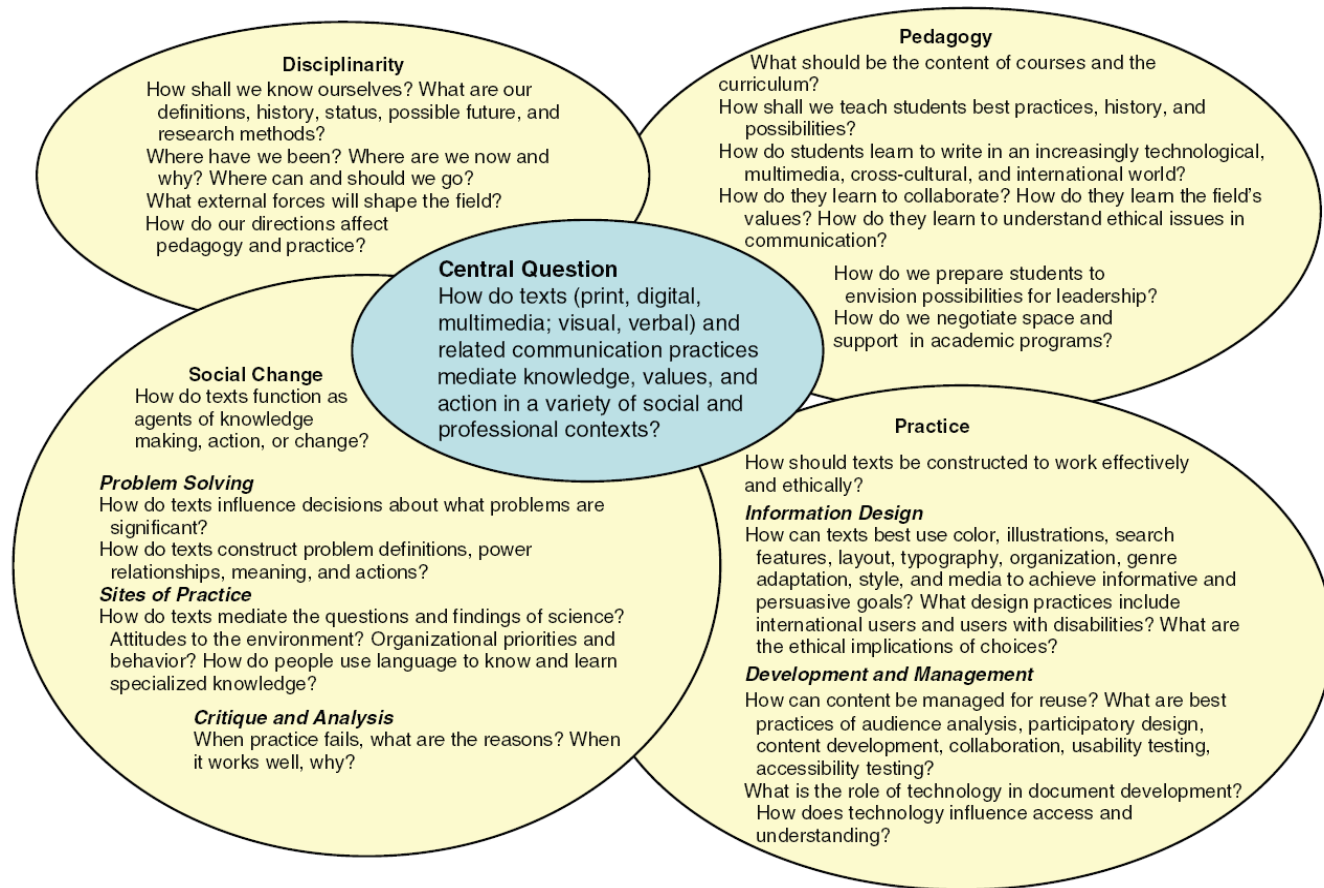 Disciplinarity
How shall we know ourselves? What are our
definitions, history, status, possible future, and
research methods?
Where have we been? Where are we now and
why? Where can and should we go?
What external forces will shape the field?
How do our directions affect
pedagogy and practice?
Pedagogy
What should be the content of courses and the
curriculum?
How shall we teach students best practices, history, and
possibilities?
How do students learn to write in an increasingly technological,
multimedia, cross-cultural, and international world?
How do they learn to collaborate? How do they learn the field's
values? How do they learn to understand ethical issues in
communication?
How do we prepare students to
envision possibilities for leadership?
How do we negotiate space and
support in academic programs?
Central Question
How do texts (print, digital,
multimedia; visual, verbal) and
related communication practices
mediate knowledge, values, and
action in a variety of social and
professional contexts?
Social Change
How do texts function as
agents of knowledge
making, action, or change?
Problem Solving
How do texts influence decisions about what problems are
significant?
How do texts construct problem definitions, power
relationships, meaning, and actions?
Sites of Practice
How do texts mediate the questions and findings of science?
Attitudes to the environment? Organizational priorities and
behavior? How do people use language to know and learn
specialized knowledge?
Critique and Analysis
When practice fails, what are the reasons? When
it works well, why?
Practice
How should texts be constructed to work effectively
and ethically?
Information Design
How can texts best use color, illustrations, search
features, layout, typography, organization, genre
adaptation, style, and media to achieve informative and
persuasive goals? What design practices include
international users and users with disabilities? What are
the ethical implications of choices?
Development and Management
How can content be managed for reuse? What are best
practices of audience analysis, participatory design,
content development, collaboration, usability testing,
accessibility testing?
What is the role of technology in document development?
How does technology influence access and
understanding?